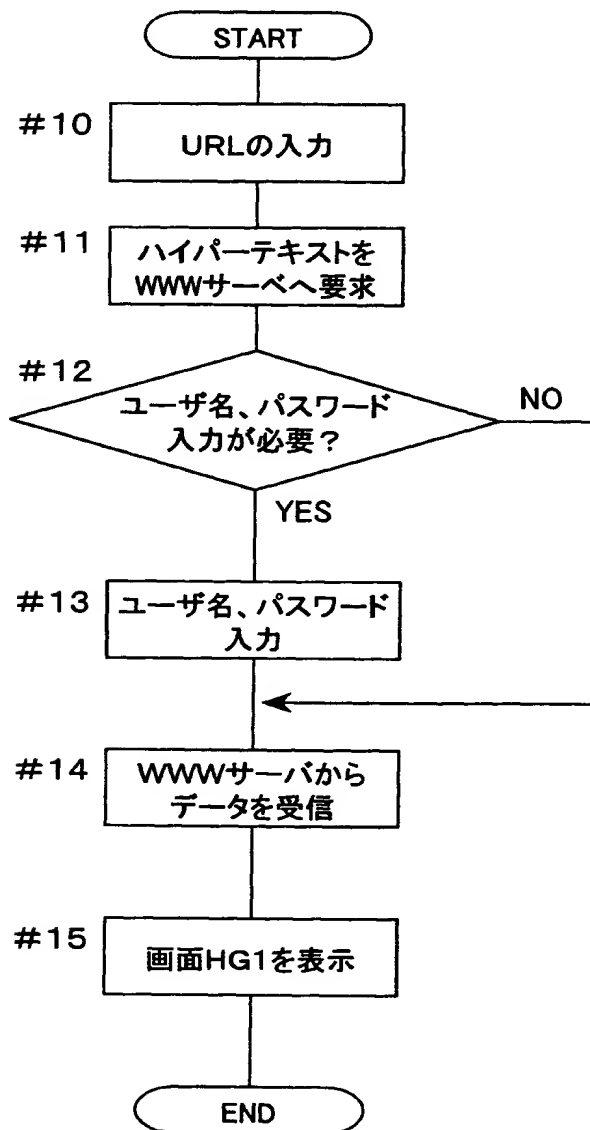 START
#10
URLの入力
#11
ハイパーテキストを
WWWサーベへ要求
#12
ユーザ名、パスワード
入力が必要?
NO
YES
#13
ユーザ名、パスワード
入力
#14
WWWサーバから
データを受信
#15
画面HG1を表示
END